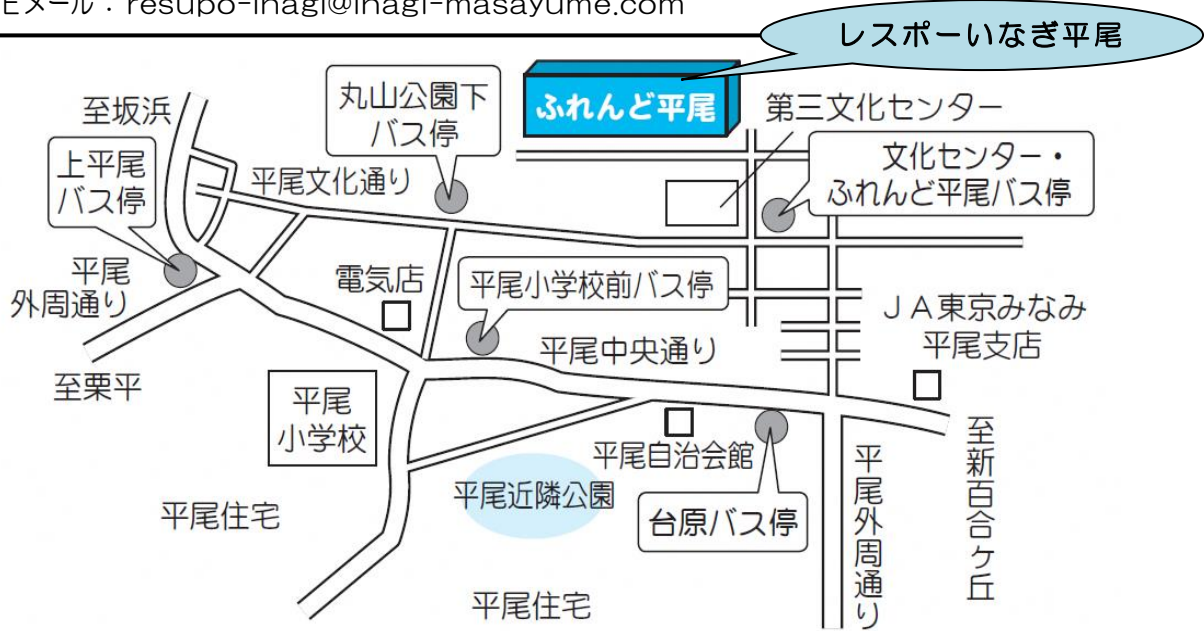 Eメール：resupo-inagi@inagi-masayume.com
レスポーいなぎ平尾
ふれんど平尾
至坂浜
丸山公園下
バス停
第三文化センター
上平尾
バス停
平尾文化通り
文化センター・
ふれんど平尾バス停
平尾
外周通り
電気店
平尾小学校前バス停
ＪＡ東京みなみ
平尾支店
平尾中央通り
至栗平
平尾
小学校
平尾自治会館
平尾近隣公園
台原バス停
平尾外周通り
至新百合ヶ丘
平尾住宅
平尾住宅